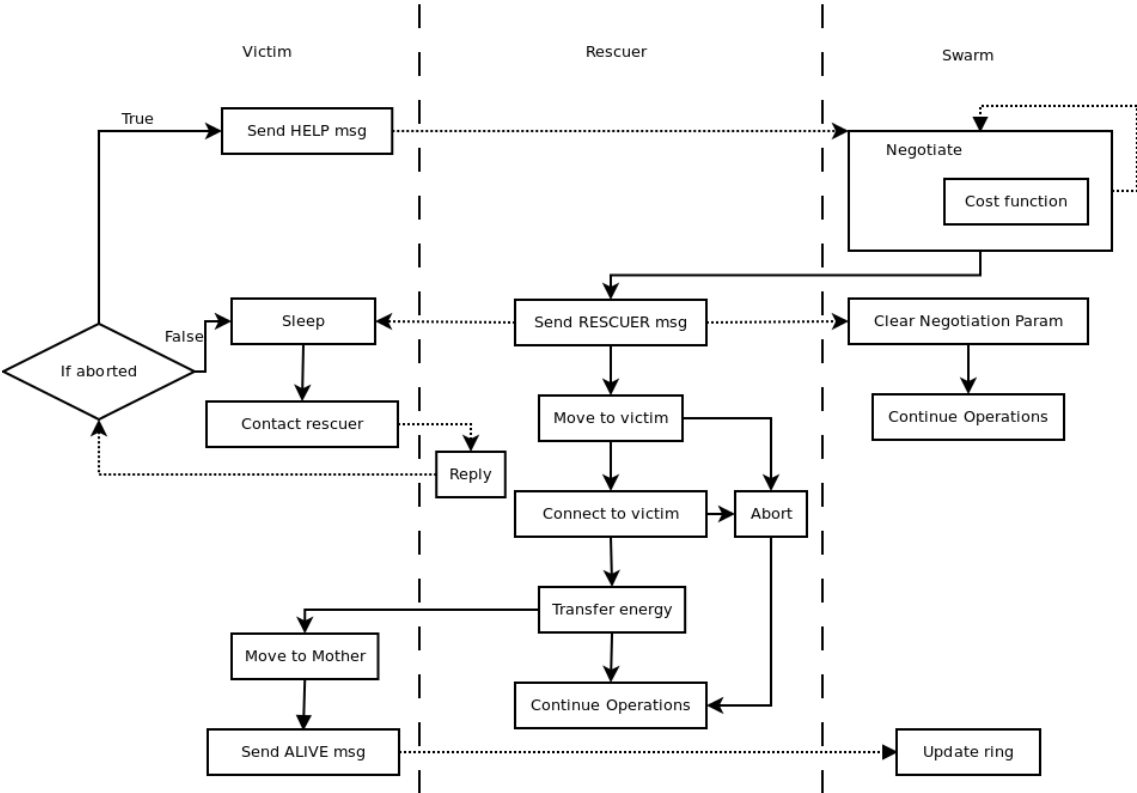 Victim
Rescuer
Swarm
True
Send HELP msg
Negotiate
Cost function
Sleep
Send RESCUER msg
Clear Negotiation Param
False
If aborted
Contact rescuer
Move to victim
Continue Operations
Reply
Connect to victim
Abort
Transfer energy
Move to Mother
Continue Operations
Send ALIVE msg
Update ring